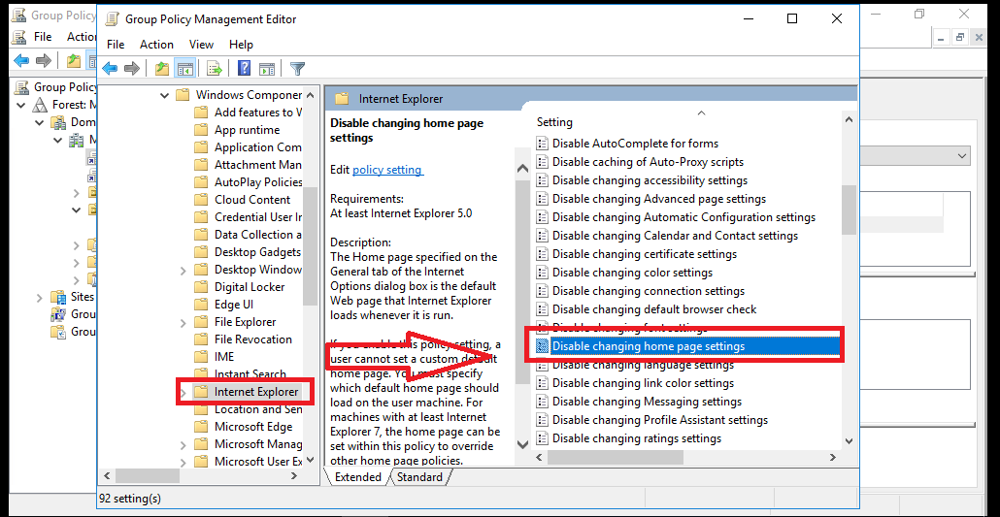 Group Policy
File Action
Group Policy
Forest: M
Dom
M
Sites
Grou
Grou
Group Policy Management Editor
File Action View Help
Windows Component
Add features to W
App runtime
Application Com
Attachment Man
AutoPlay Policies
Cloud Content
Credential User In
Data Collection a
Desktop Gadgets
Desktop Window
Digital Locker
Edge UI
File Explorer
File Revocation
IME
Instant Search
Internet Explorer
Location and Sen
Microsoft Edge
Microsoft Manag
Microsoft User Ex
Internet Explorer
Disable changing home page
settings
Edit policy setting
Requirements:
At least Internet Explorer 5.0
Description:
The Home page specified on the
General tab of the Internet
Options dialog box is the default
Web page that Internet Explorer
loads whenever it is run.
If you enable this policy setting, a
user cannot set a custom default
home page. You must specify
which default home page should
load on the user machine. For
machines with at least Internet
Explorer 7, the home page can be
set within this policy to override
other home page policies.
Setting
Disable AutoComplete for forms
Disable caching of Auto-Proxy scripts
Disable changing accessibility settings
Disable changing Advanced page settings
Disable changing Automatic Configuration settings
Disable changing Calendar and Contact settings
Disable changing certificate settings
Disable changing color settings
Disable changing connection settings
Disable changing default browser check
Disable changing font settings
Disable changing home page settings
Disable changing language settings
Disable changing link color settings
Disable changing Messaging settings
Disable changing Profile Assistant settings
Disable changing ratings settings
Extended Standard
92 setting(s)